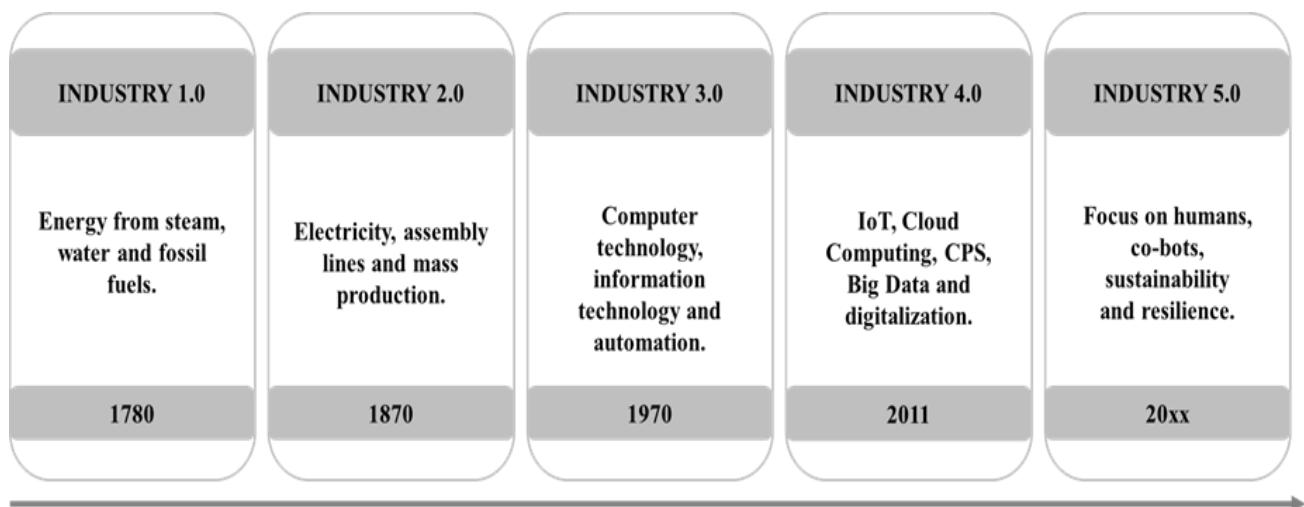 INDUSTRY 1.0
Energy from steam,
water and fossil
fuels.
1780
INDUSTRY 2.0
Electricity, assembly
lines and mass
production.
1870
INDUSTRY 3.0
Computer
technology,
information
technology and
automation.
1970
INDUSTRY 4.0
IoT, Cloud
Computing, CPS,
Big Data and
digitalization.
2011
INDUSTRY 5.0
Focus on humans,
co-bots,
sustainability
and resilience.
20xx